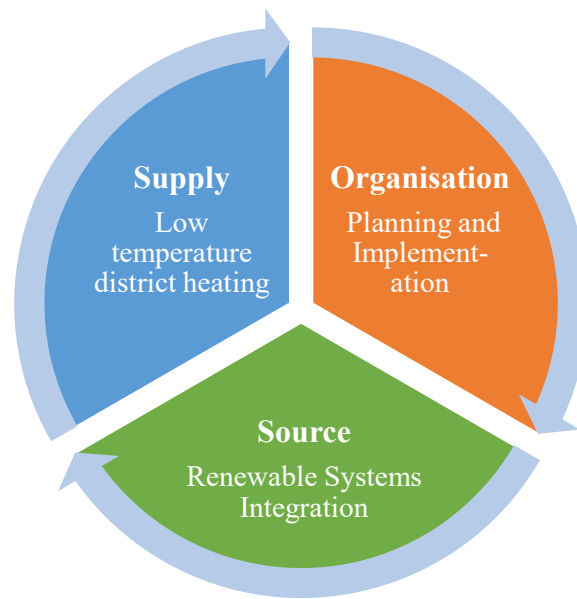 Supply
Low
temperature
district heating
Organisation
Planning and
Implement-
ation
Source
Renewable Systems
Integration